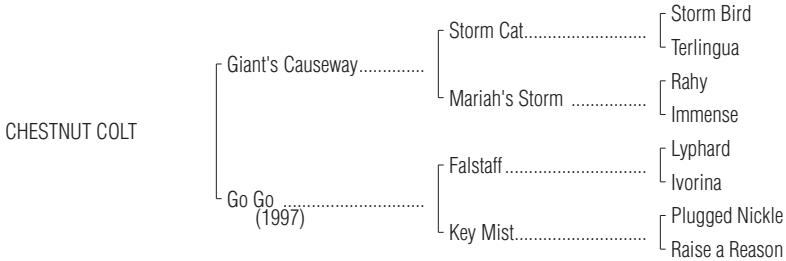 Storm Bird
Storm Cat........................
Terlingua
Giant's Causeway.............
Mariah's Storm ...............
Rahy
Immense
CHESTNUT COLT
Falstaff...........................
Lyphard
Ivorina
Go Go ............................
(1997)
Key Mist.........................
Plugged Nickle
Raise a Reason